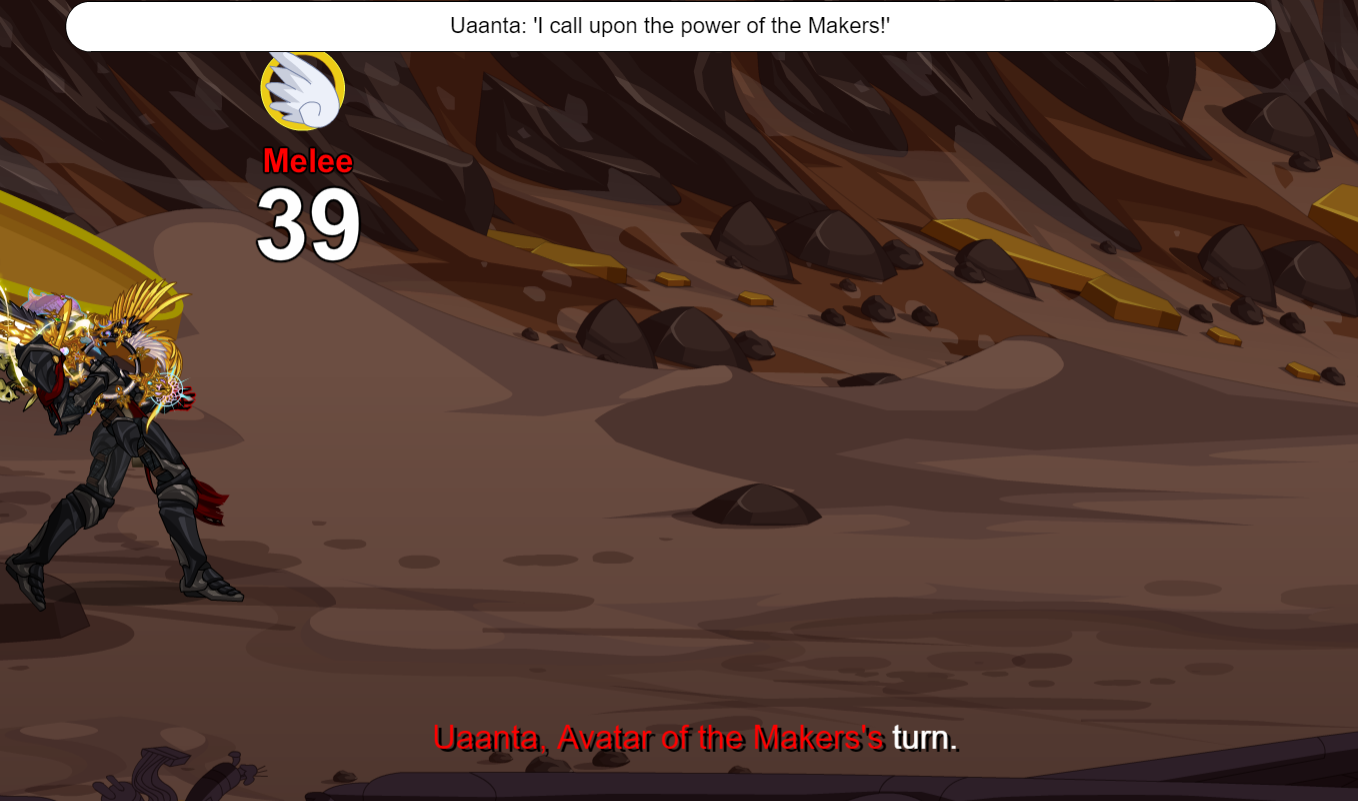 Uaanta: 'I call upon the power of the Makers!'
Melee
39
Uaanta, Avatar of the Makers's turn.